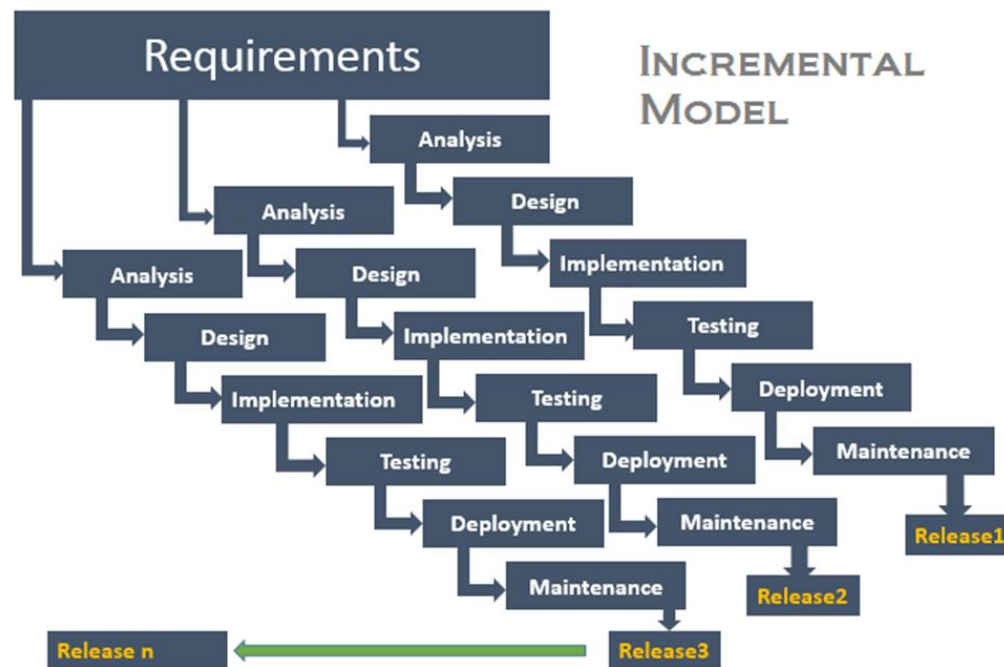 Requirements
INCREMENTAL
MODEL
Analysis
Design
Implementation
Testing
Deployment
Maintenance
Release1
Analysis
Design
Implementation
Testing
Deployment
Maintenance
Release2
Analysis
Design
Implementation
Testing
Deployment
Maintenance
Release3
Release n